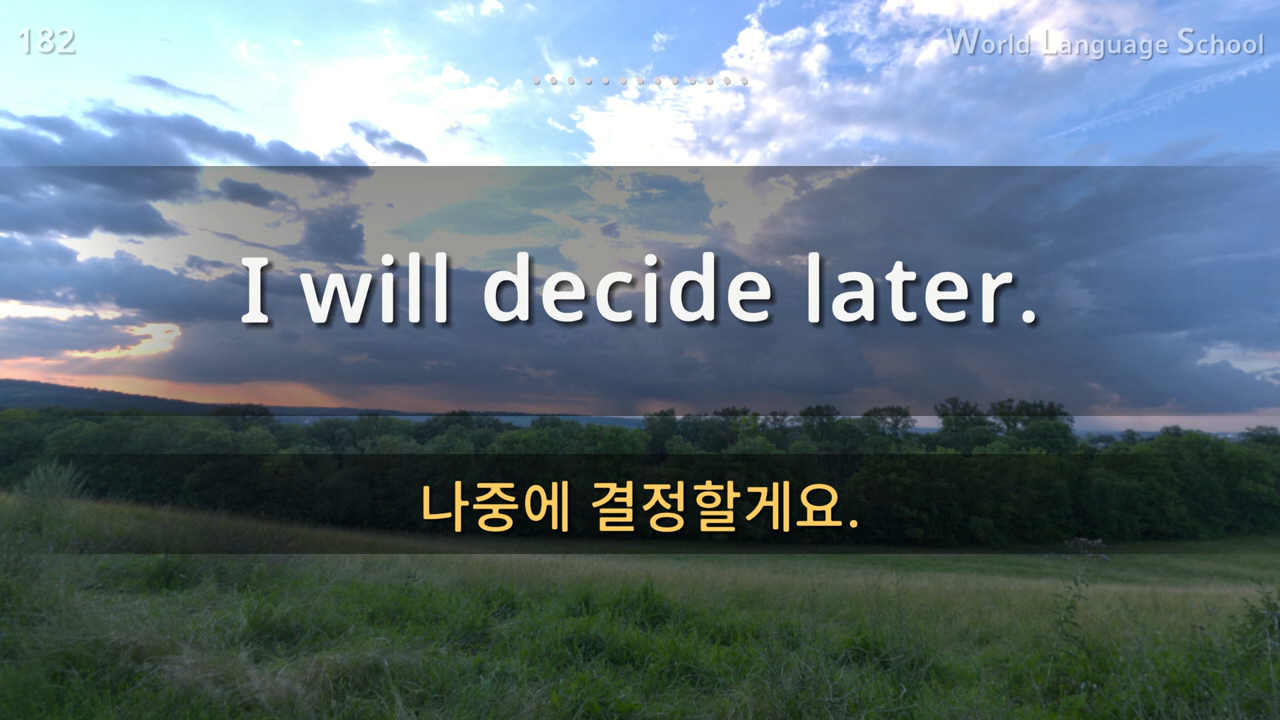 182
World Language School
I will decide later.
나중에 결정할게요.